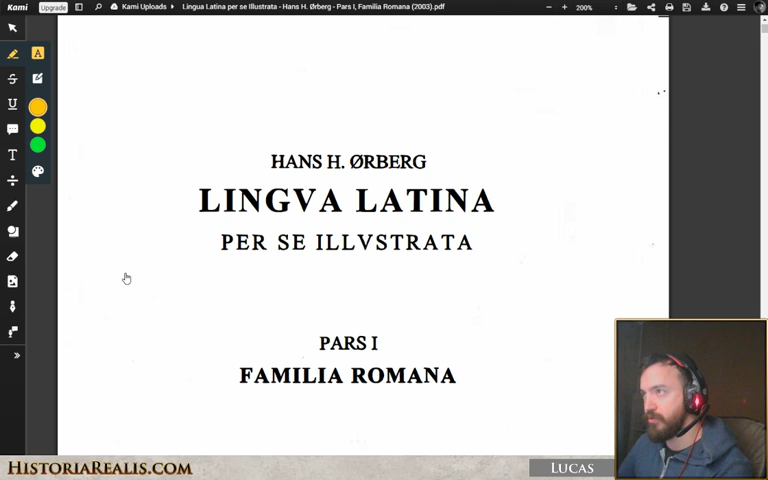 Kami
Upgrade
Kami Uploads
Lingua Latina per se Illustrata - Hans H. Ørberg - Pars I, Familia Romana (2003).pdf
200%
A
T
HANS H. ØRBERG
LINGVA LATINA
PER SE ILLVSTRATA
PARS I
FAMILIA ROMANA
HISTORIAREALIS.COM
LUCAS